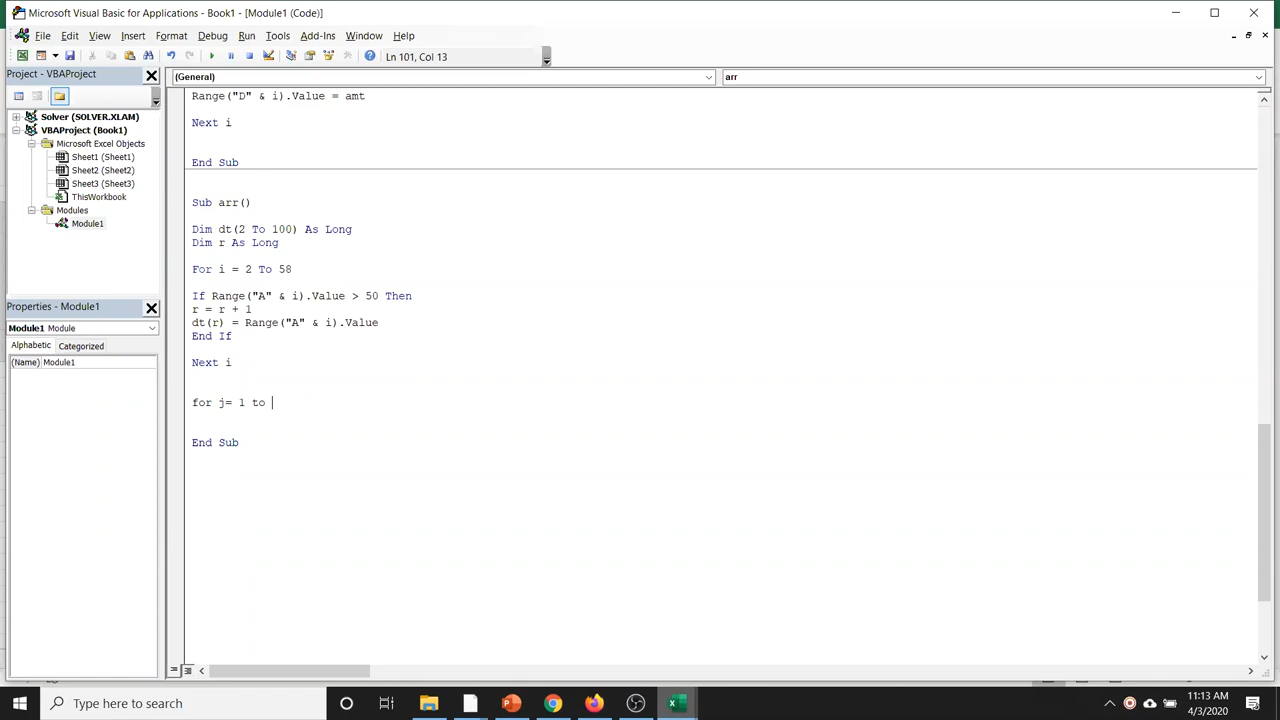 Microsoft Visual Basic for Applications - Book1 - [Module1 (Code)]
File Edit View Insert Format Debug Run Tools Add-Ins Window Help
Ln 101, Col 13
Project - VBAProject
(General)
arr
Solver (SOLVER.XLAM)
VBAProject (Book1)
Microsoft Excel Objects
Sheet1 (Sheet1)
Sheet2 (Sheet2)
Sheet3 (Sheet3)
ThisWorkbook
Modules
Module1
Properties - Module1
Module1 Module
Alphabetic Categorized
(Name) Module1
Range("D" & i).Value = amt
Next i
End Sub
Sub arr()
Dim dt(2 To 100) As Long
Dim r As Long
For i = 2 To 58
If Range("A" & i).Value > 50 Then
r = r + 1
dt(r) = Range("A" & i).Value
End If
Next i
for j= 1 to
End Sub
Type here to search
11:13 AM
4/3/2020